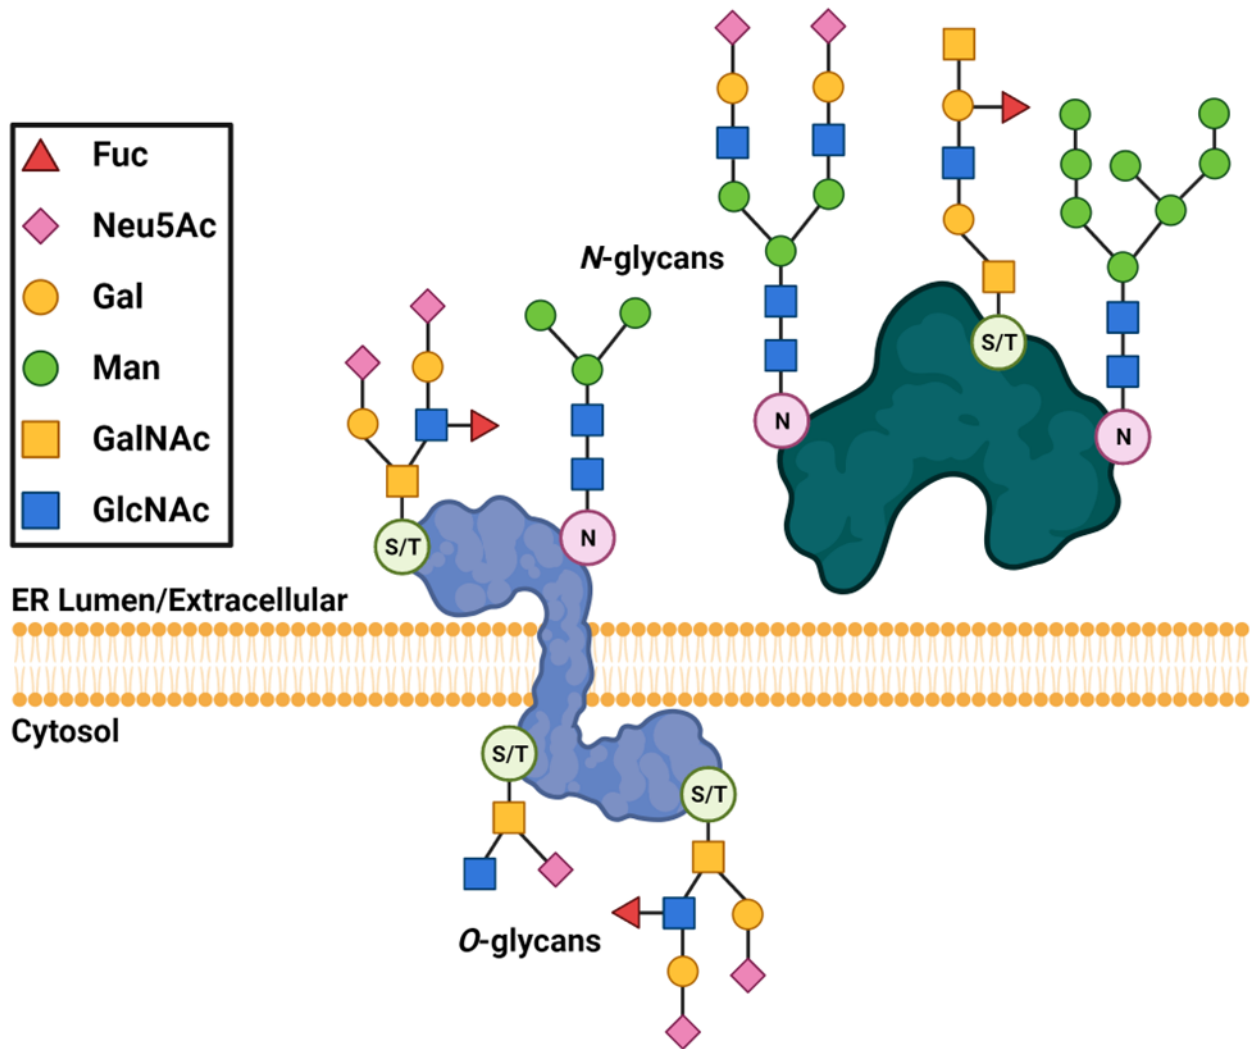 Fuc
Neu5Ac
Gal
Man
GalNAc
GlcNAc
N-glycans
S/T
N
N
S/T
N
ER Lumen/Extracellular
Cytosol
S/T
S/T
O-glycans